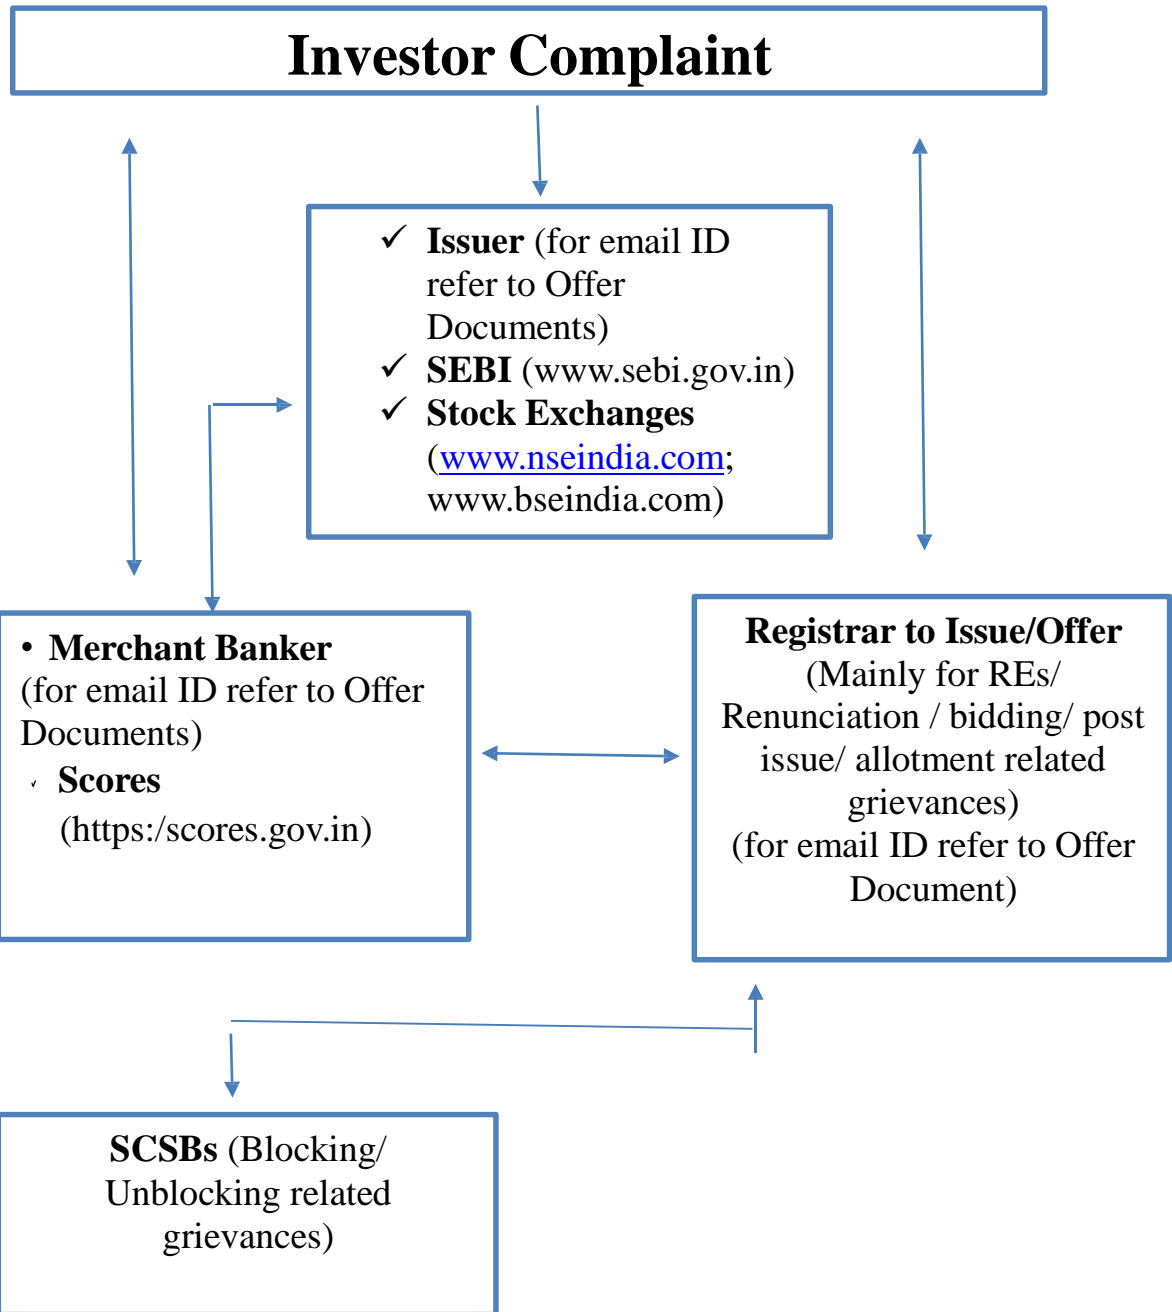 Investor Complaint
✓ Issuer (for email ID
refer to Offer
Documents)
✓ SEBI (www.sebi.gov.in)
✓ Stock Exchanges
(www.nseindia.com;
www.bseindia.com)
• Merchant Banker
(for email ID refer to Offer
Documents)
✓ Scores
(https:/scores.gov.in)
Registrar to Issue/Offer
(Mainly for REs/
Renunciation / bidding/ post
issue/ allotment related
grievances)
(for email ID refer to Offer
Document)
SCSBs (Blocking/
Unblocking related
grievances)